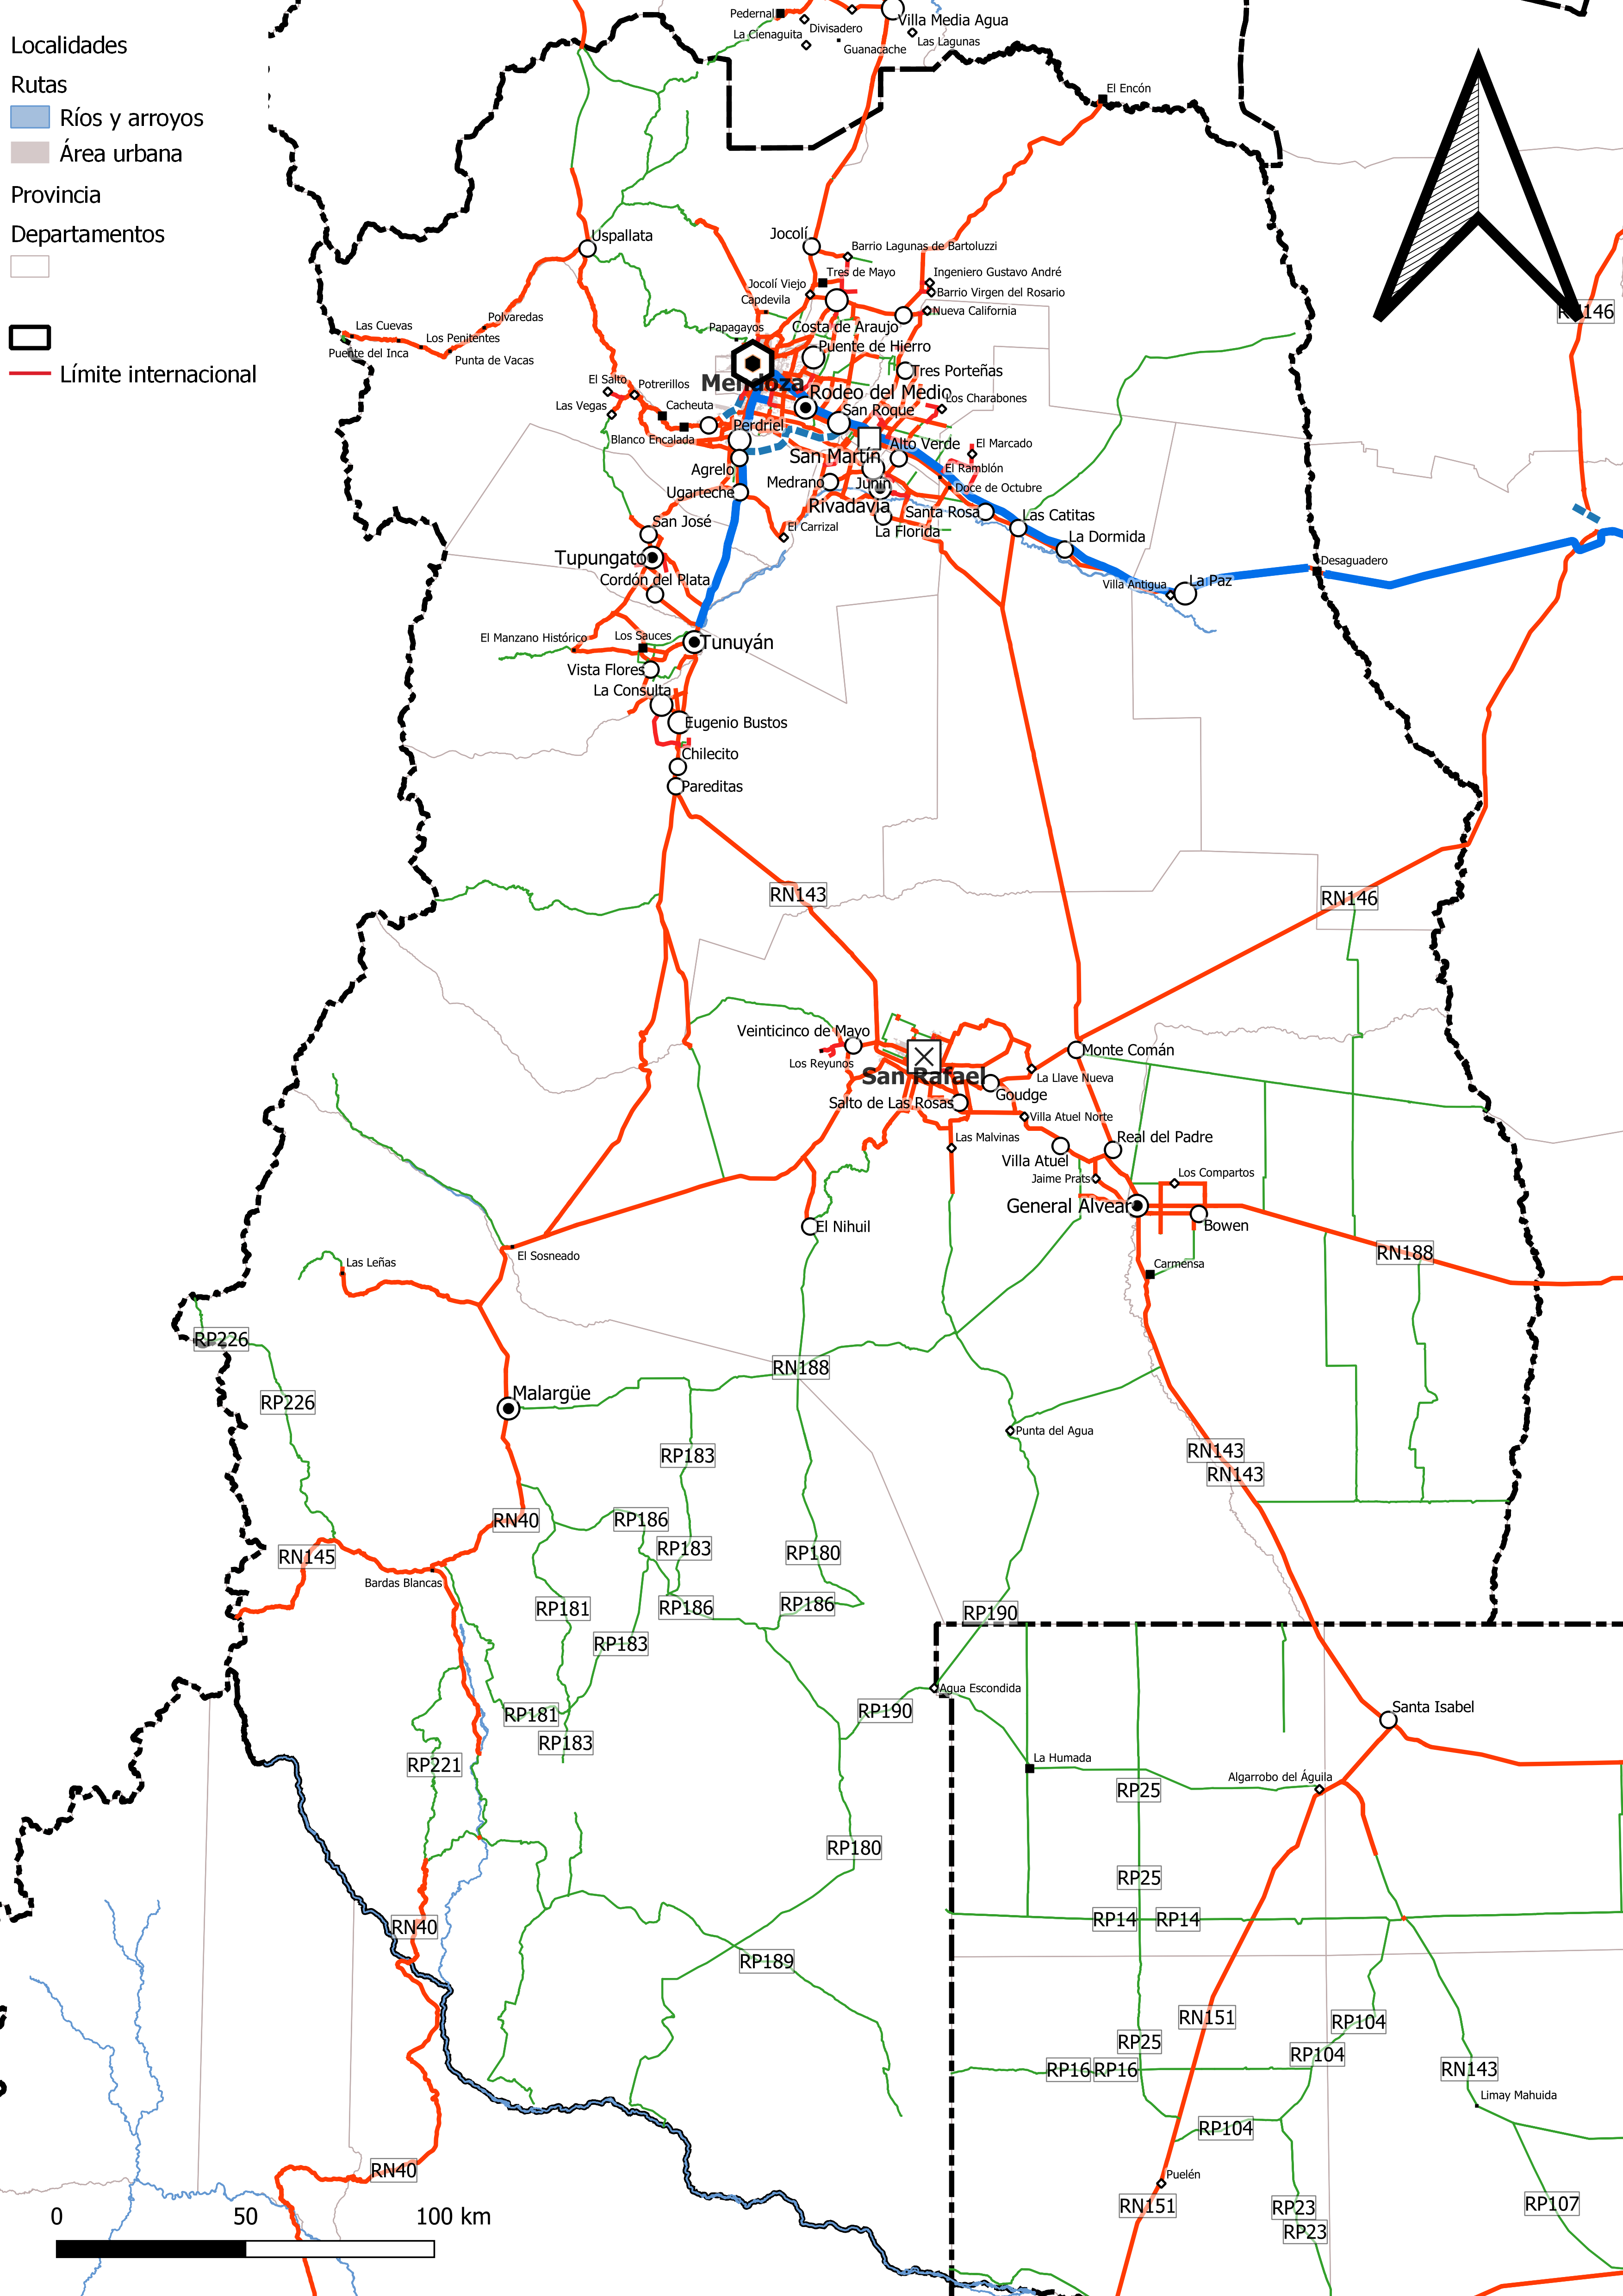 Pedernal
Villa Media Agua
La Cienaguita
Divisadero
Guanacache
Las Lagunas
Localidades
Rutas
Ríos y arroyos
Área urbana
Provincia
Departamentos
Límite internacional
El Encón
Uspallata
Jocolí
Barrio Lagunas de Bartoluzzi
Tres de Mayo
Ingeniero Gustavo André
Jocolí Viejo
Barrio Virgen del Rosario
Capdevila
Nueva California
RN146
Polvaredas
Las Cuevas
Los Penitentes
Puente del Inca
Punta de Vacas
Papagayos
Costa de Araujo
Puente de Hierro
Tres Porteñas
Mendoza
El Salto
Potrerillos
Rodeo del Medio
Los Charabones
Las Vegas
Cacheuta
San Roque
Perdriel
Blanco Encalada
Alto Verde
El Marcado
San Martín
Agrelo
El Ramblón
Medrano
Junín
Doce de Octubre
Ugarteche
Rivadavia
Santa Rosa
Las Catitas
San José
El Carrizal
La Florida
La Dormida
Tupungato
Desaguadero
Cordón del Plata
Villa Antigua
La Paz
El Manzano Histórico
Los Sauces
Tunuyán
Vista Flores
La Consulta
Eugenio Bustos
Chilecito
Pareditas
RN143
RN146
Veinticinco de Mayo
Monte Comán
Los Reyunos
San Rafael
La Llave Nueva
Goudge
Salto de Las Rosas
Villa Atuel Norte
Las Malvinas
Real del Padre
Villa Atuel
Jaime Prats
Los Compartos
General Alvear
El Nihuil
Bowen
El Sosneado
RN188
Las Leñas
Carmensa
RP226
RN188
RP226
Malargüe
Punta del Agua
RP183
RN143
RN143
RN40
RP186
RP183
RP180
RN145
Bardas Blancas
RP181
RP186
RP186
RP190
RP183
Agua Escondida
RP190
Santa Isabel
RP181
RP183
La Humada
RP221
Algarrobo del Águila
RP25
RP180
RP25
RP14
RP14
RN40
RP189
RN151
RP104
RP25
RP104
RP16
RP16
RN143
Limay Mahuida
RP104
RN40
Puelén
RN151
RP23
RP107
RP23
0
50
100 km